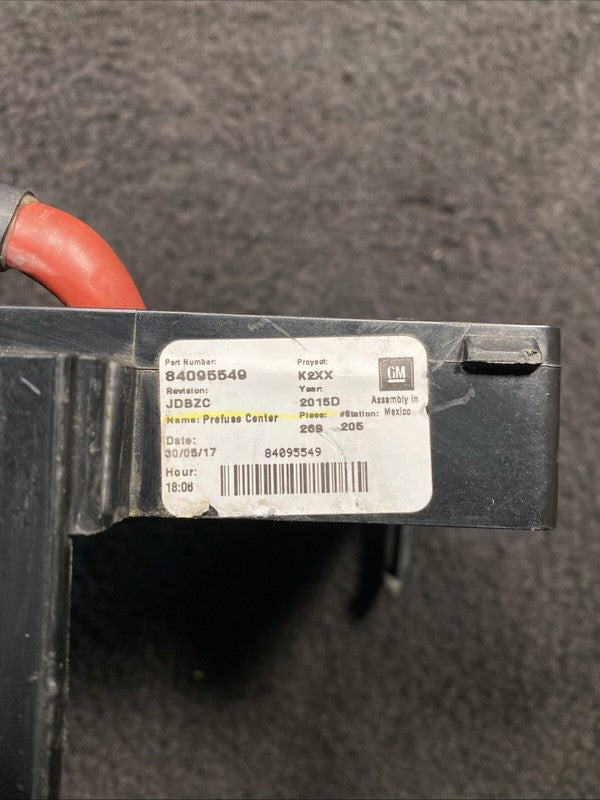 Part Number: Proyect:
84095549 K2XX GM
Revision: Year:
JDBZC 2015D Assembly in
Name: Prefuse Center Piece: #Station: Mexico
269 205
Date:
30/05/17 84095549
Hour:
18:06